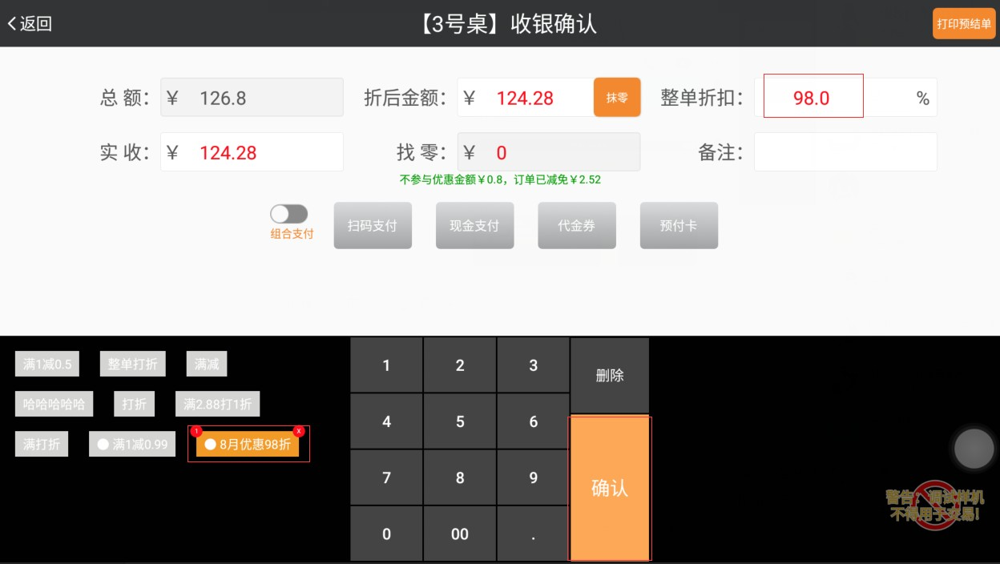 返回
【3号桌】收银确认
打印预结单
总 额： ¥ 126.8
折后金额： ¥ 124.28 抹零
整单折扣： 98.0 %
实 收： ¥ 124.28
找 零： ¥ 0
备注：
不参与优惠金额¥0.8，订单已减免¥2.52
组合支付
扫码支付
现金支付
代金券
预付卡
满1减0.5 整单打折 满减
哈哈哈哈哈 打折 满2.88打1折
满打折 满1减0.99 1 8月优惠98折 x
1 2 3 删除
4 5 6
7 8 9 确认
0 00 .
警告：调试样机
不得用于交易!